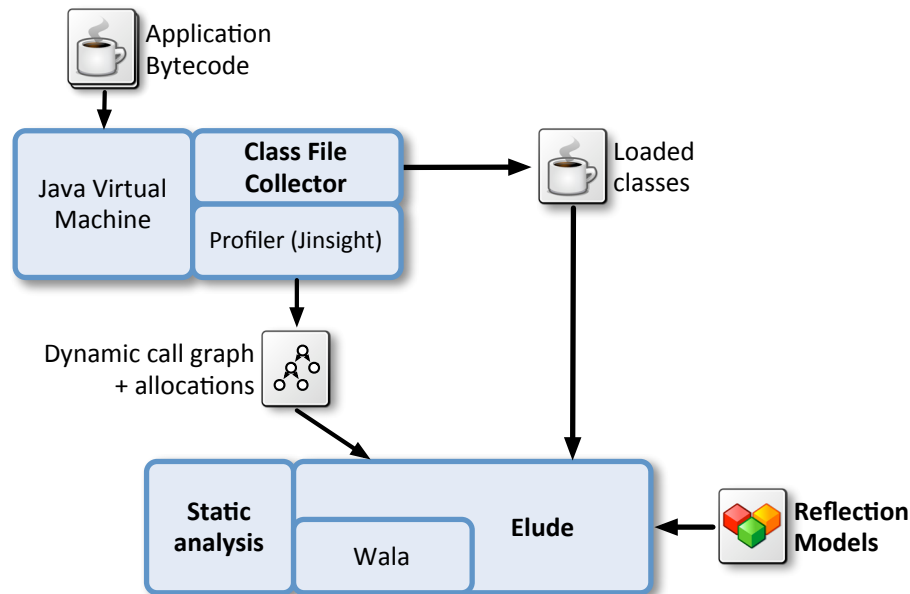 Application
Bytecode
Java Virtual
Machine
Class File
Collector
Profiler (Jinsight)
Loaded
classes
Dynamic call graph
+ allocations
Static
analysis
Elude
Wala
Reflection
Models